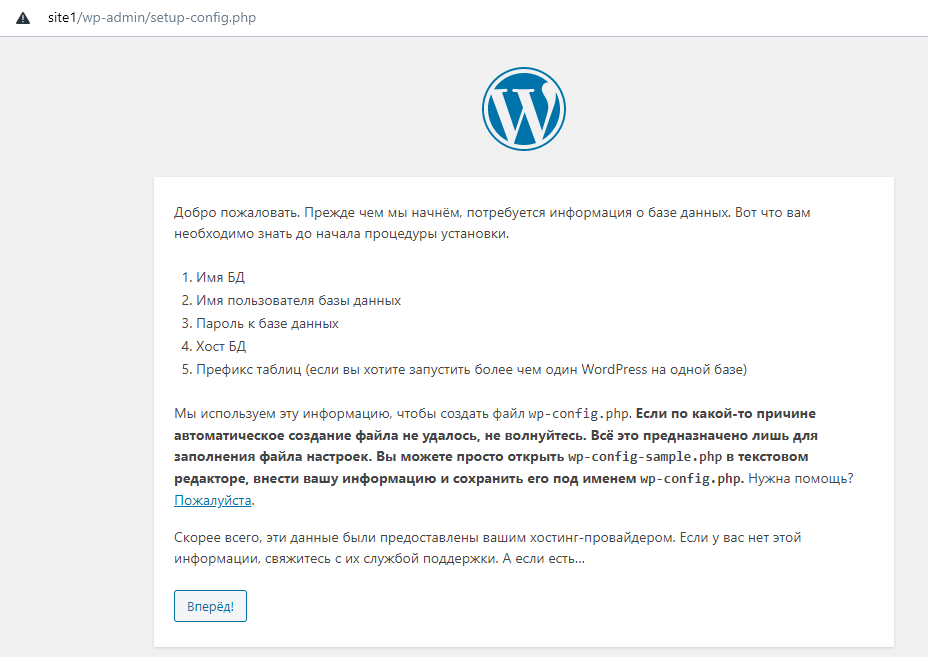 site1/wp-admin/setup-config.php
Добро пожаловать. Прежде чем мы начнём, потребуется информация о базе данных. Вот что вам
необходимо знать до начала процедуры установки.
1. Имя БД
2. Имя пользователя базы данных
3. Пароль к базе данных
4. Хост БД
5. Префикс таблиц (если вы хотите запустить более чем один WordPress на одной базе)
Мы используем эту информацию, чтобы создать файл wp-config.php. Если по какой-то причине
автоматическое создание файла не удалось, не волнуйтесь. Всё это предназначено лишь для
заполнения файла настроек. Вы можете просто открыть wp-config-sample.php в текстовом
редакторе, внести вашу информацию и сохранить его под именем wp-config.php. Нужна помощь?
Пожалуйста.
Скорее всего, эти данные были предоставлены вашим хостинг-провайдером. Если у вас нет этой
информации, свяжитесь с их службой поддержки. А если есть…
Вперёд!